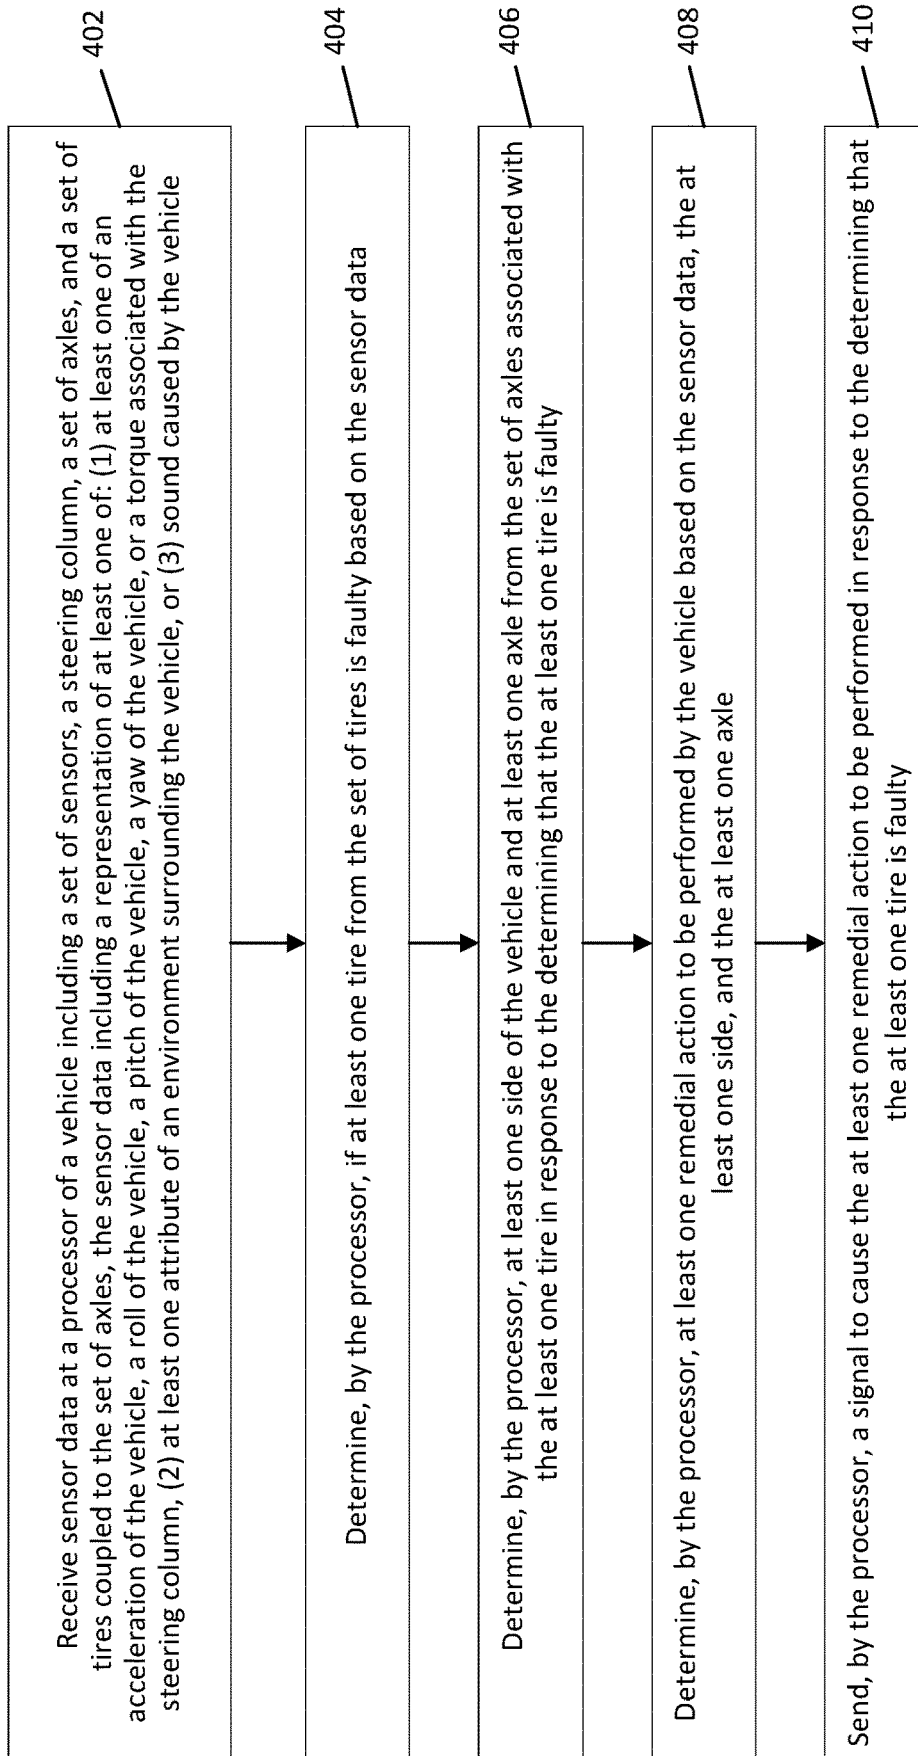 Receive sensor data at a processor of a vehicle including a set of sensors, a steering column, a set of axles, and a set of
tires coupled to the set of axles, the sensor data including a representation of at least one of: (1) at least one of an
acceleration of the vehicle, a roll of the vehicle, a pitch of the vehicle, a yaw of the vehicle, or a torque associated with the
steering column, (2) at least one attribute of an environment surrounding the vehicle, or (3) sound caused by the vehicle
402
Determine, by the processor, if at least one tire from the set of tires is faulty based on the sensor data
404
Determine, by the processor, at least one side of the vehicle and at least one axle from the set of axles associated with
the at least one tire in response to the determining that the at least one tire is faulty
406
Determine, by the processor, at least one remedial action to be performed by the vehicle based on the sensor data, the at
least one side, and the at least one axle
408
Send, by the processor, a signal to cause the at least one remedial action to be performed in response to the determining that
the at least one tire is faulty
410